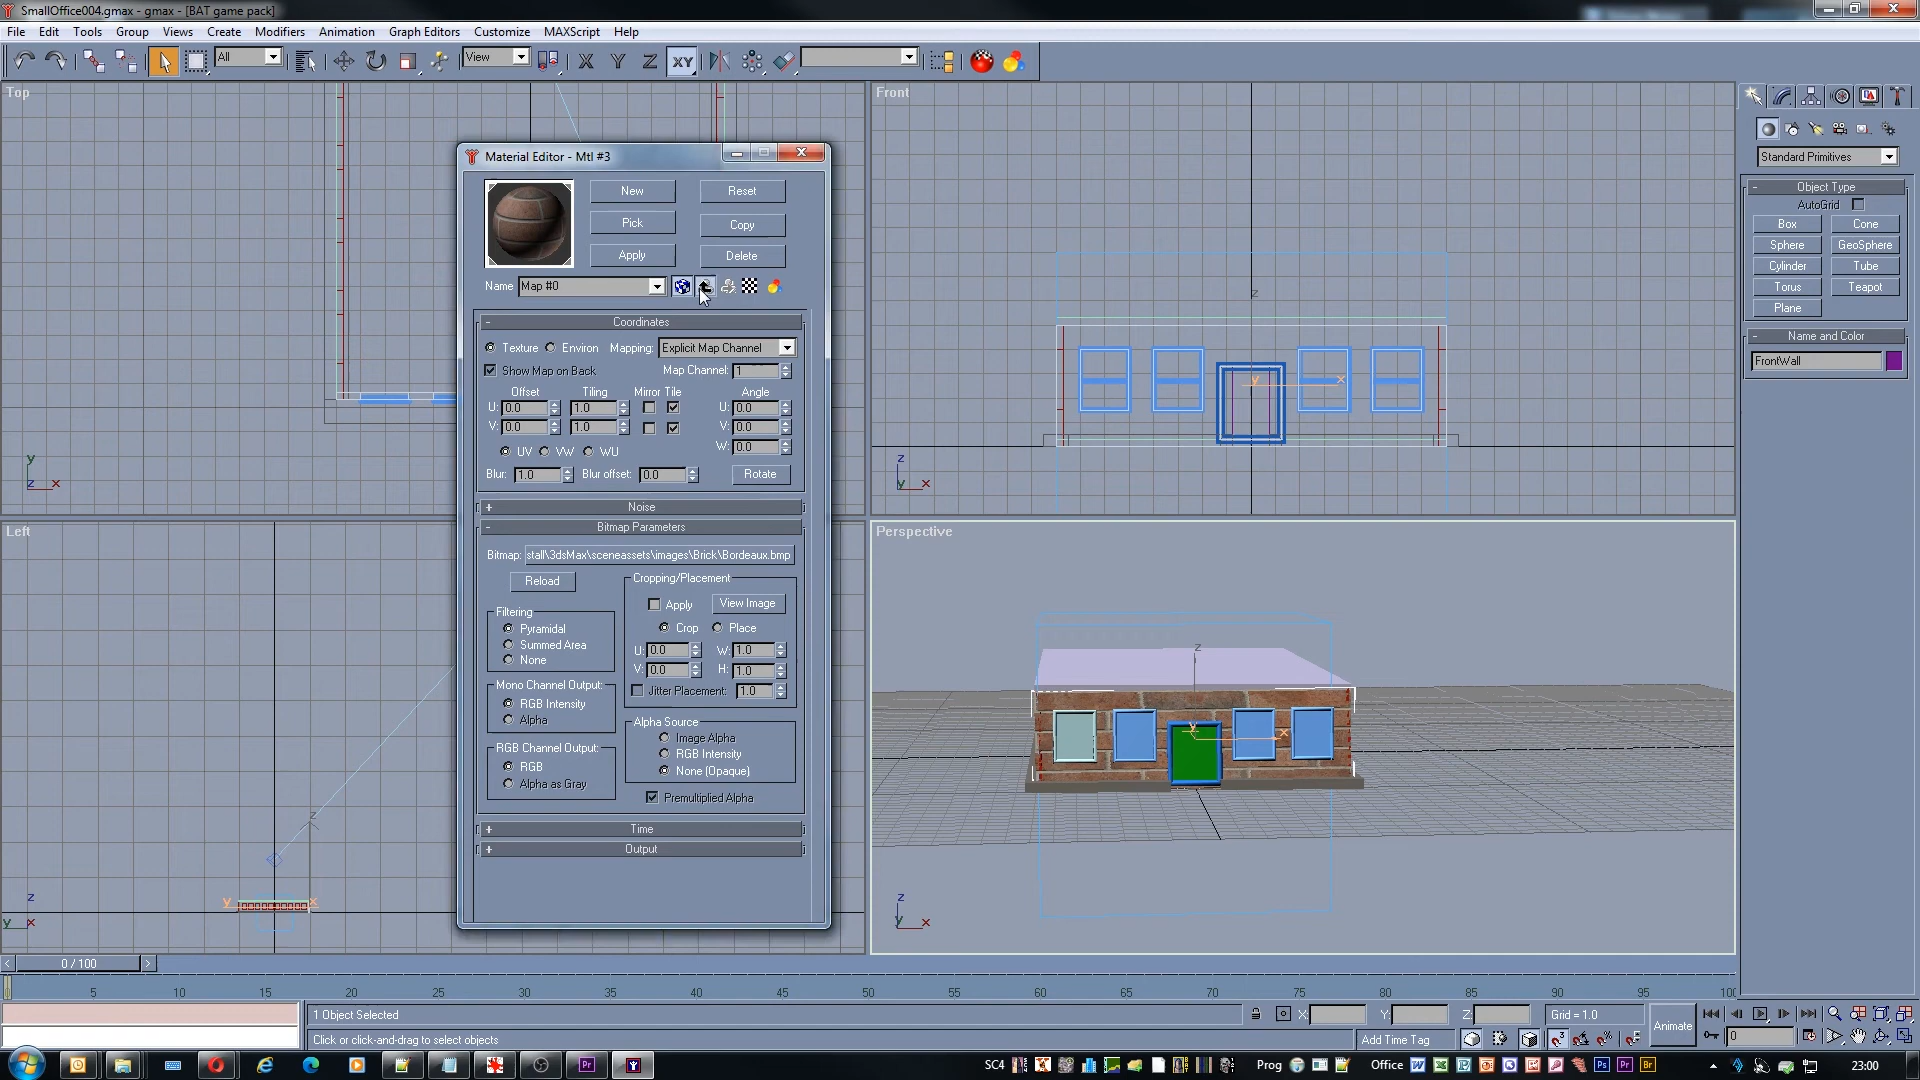 SmallOffice004.gmax - gmax - [BAT game pack]
File Edit Tools Group Views Create Modifiers Animation Graph Editors Customize MAXScript Help
All View X Y Z XY
Top
Front
Material Editor - Mtl #3
New Reset
Pick Copy
Apply Delete
Name Map #0
- Coordinates
Texture Environ Mapping: Explicit Map Channel
Show Map on Back Map Channel: 1
Offset Tiling Mirror Tile Angle
U: 0.0 1.0 U: 0.0
V: 0.0 1.0 V: 0.0
UV VW WU W: 0.0
Blur: 1.0 Blur offset: 0.0 Rotate
+ Noise
- Bitmap Parameters
Bitmap: stall\3dsMax\sceneassets\images\Brick\Bordeaux.bmp
Reload
Cropping/Placement
Apply View Image
Crop Place
U: 0.0 W: 1.0
V: 0.0 H: 1.0
Jitter Placement: 1.0
Filtering
Pyramidal
Summed Area
None
Mono Channel Output:
RGB Intensity
Alpha
RGB Channel Output:
RGB
Alpha as Gray
Alpha Source
Image Alpha
RGB Intensity
None (Opaque)
Premultiplied Alpha
+ Time
+ Output
Left
Perspective
z
y
x
Standard Primitives
- Object Type
AutoGrid
Box Cone
Sphere GeoSphere
Cylinder Tube
Torus Teapot
Plane
- Name and Color
FrontWall
< 0 / 100 >
5 10 15 20 25 30 35 40 45 50 55 60 65 70 75 80 85 90 95 100
1 Object Selected X: Y: Z: Grid = 1.0
Click or click-and-drag to select objects Add Time Tag Animate 0
SC4 Prog Office 23:00